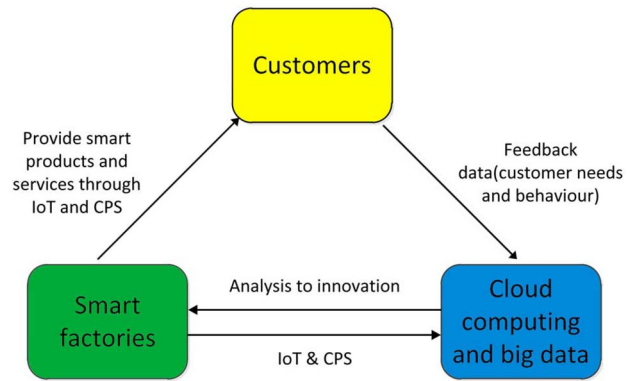 Customers
Provide smart
products and
services through
IoT and CPS
Feedback
data(customer needs
and behaviour)
Smart
factories
Analysis to innovation
IoT & CPS
Cloud
computing
and big data